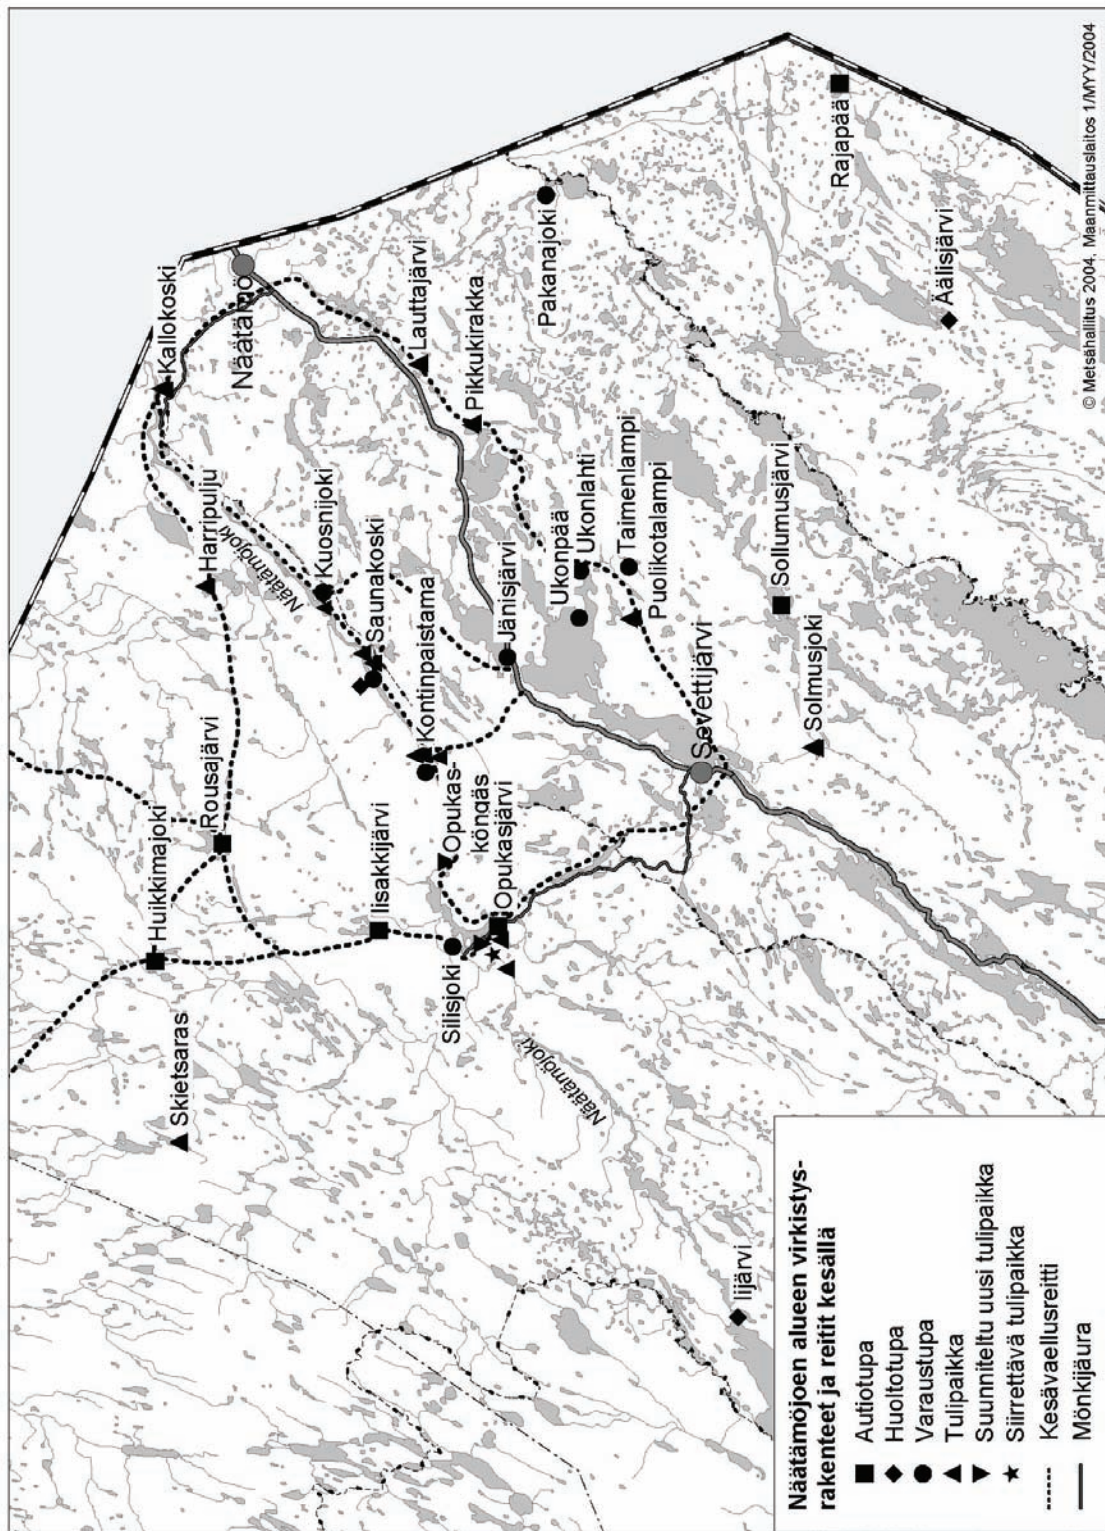 Kallokoski
Näätämö
Harripulju
Näätämöjoki
Kuosnijoki
Saunakoski
Kontinpaistama
Lauttajärvi
Pikkukirakka
Pakanajoki
Rajapää
Äälisjärvi
Jänisjärvi
Ukonpää
Ukonlahti
Taimenlampi
Puolikotalampi
Sollumusjärvi
Solmusjoki
Sevettijärvi
Huikkimajoki
Rousajärvi
Iisakkijärvi
Opukas-
köngäs
Opukasjärvi
Silisjoki
Näätämöjoki
Skietsaras
Iijärvi
Näätämöjoen alueen virkistys-
rakenteet ja reitit kesällä
Autiotupa
Huoltotupa
Varaustupa
Tulipaikka
Suunniteltu uusi tulipaikka
Siirrettävä tulipaikka
Kesävaellusreitti
Mönkijäura
© Metsähallitus 2004, Maanmittauslaitos 1/MYY/2004